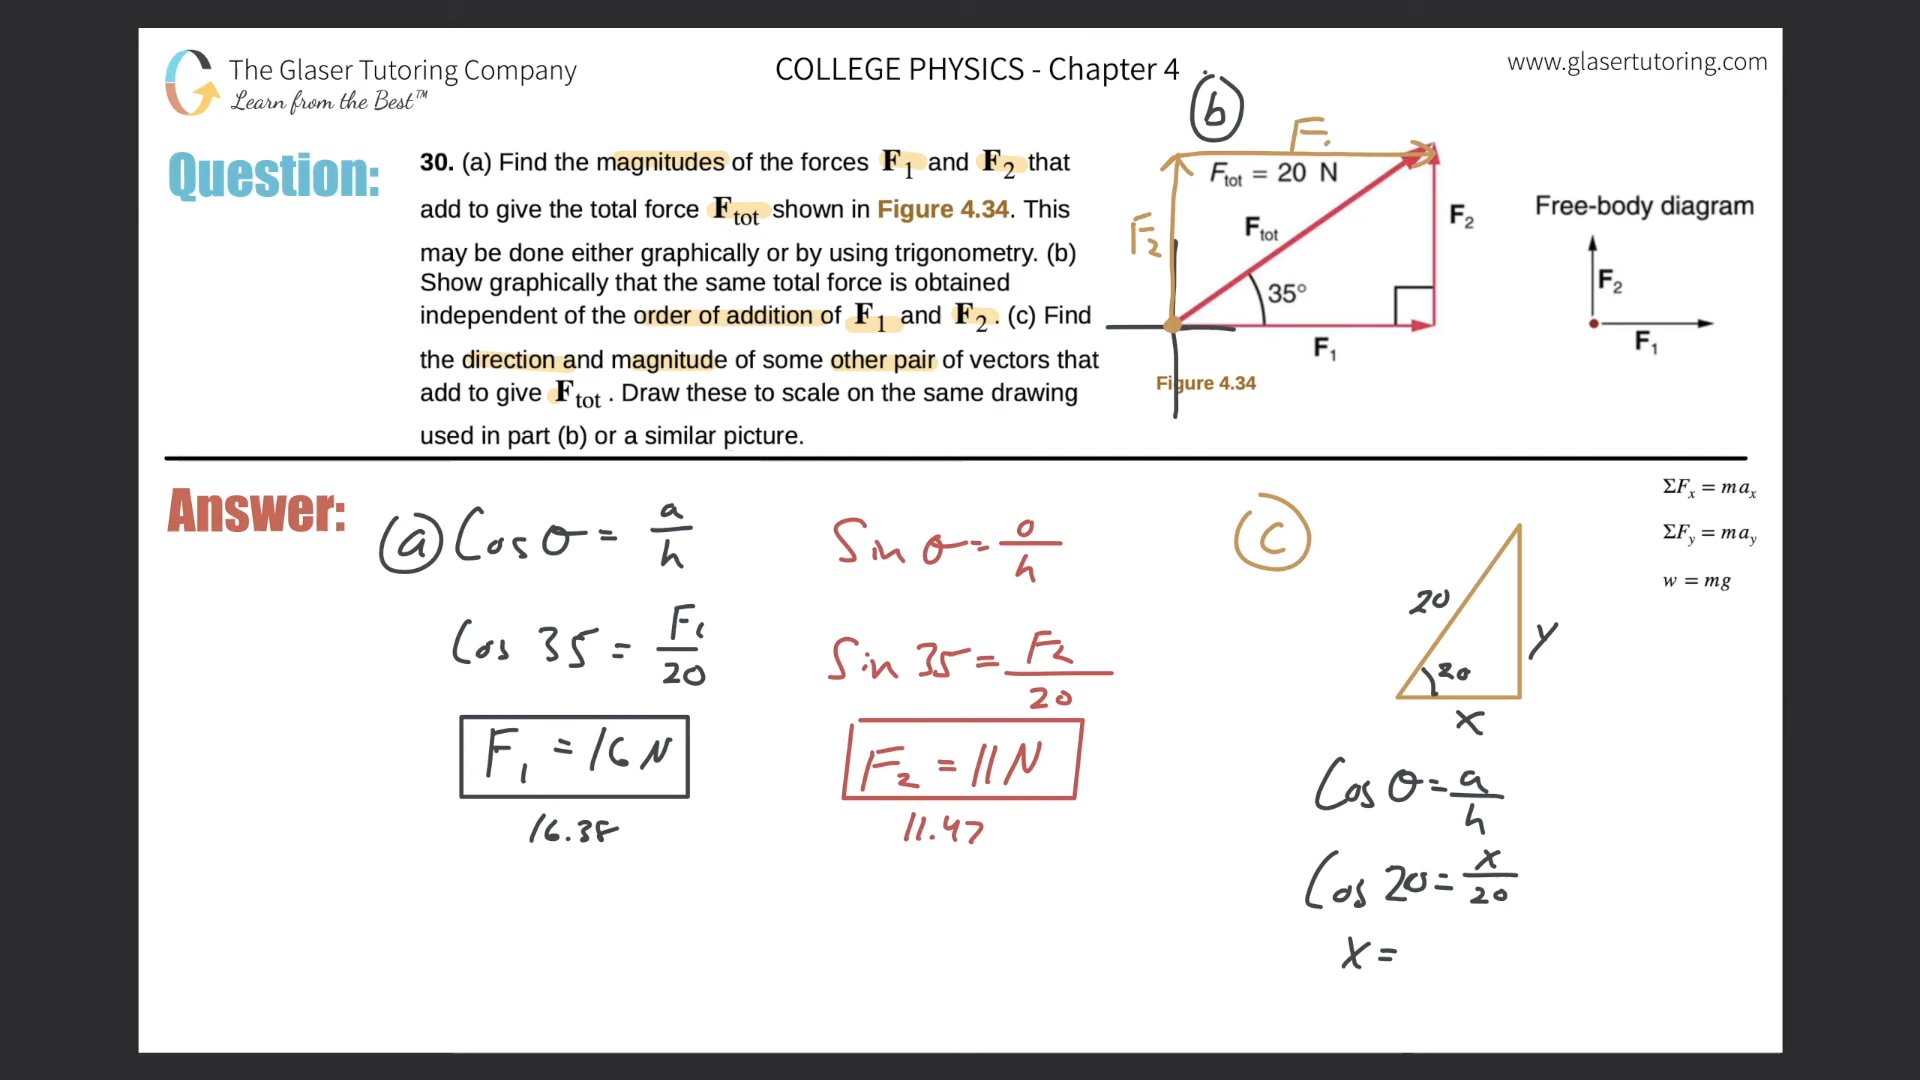 The Glaser Tutoring Company
Learn from the Best™
COLLEGE PHYSICS - Chapter 4
www.glasertutoring.com
Question:
30. (a) Find the magnitudes of the forces F1 and F2 that
add to give the total force Ftot shown in Figure 4.34. This
may be done either graphically or by using trigonometry. (b)
Show graphically that the same total force is obtained
independent of the order of addition of F1 and F2. (c) Find
the direction and magnitude of some other pair of vectors that
add to give Ftot. Draw these to scale on the same drawing
used in part (b) or a similar picture.
b
F
Ftot = 20 N
F2
Ftot
F2
35°
F1
Figure 4.34
Free-body diagram
F2
F1
Answer:
(a) Cos θ = a/h
Cos 35 = F1/20
F1 = 16 N
16.38
Sin θ = o/h
Sin 35 = F2/20
F2 = 11 N
11.47
c
20
y
20
x
Cos θ = a/h
Cos 20 = x/20
x =
ΣFx = max
ΣFy = may
w = mg